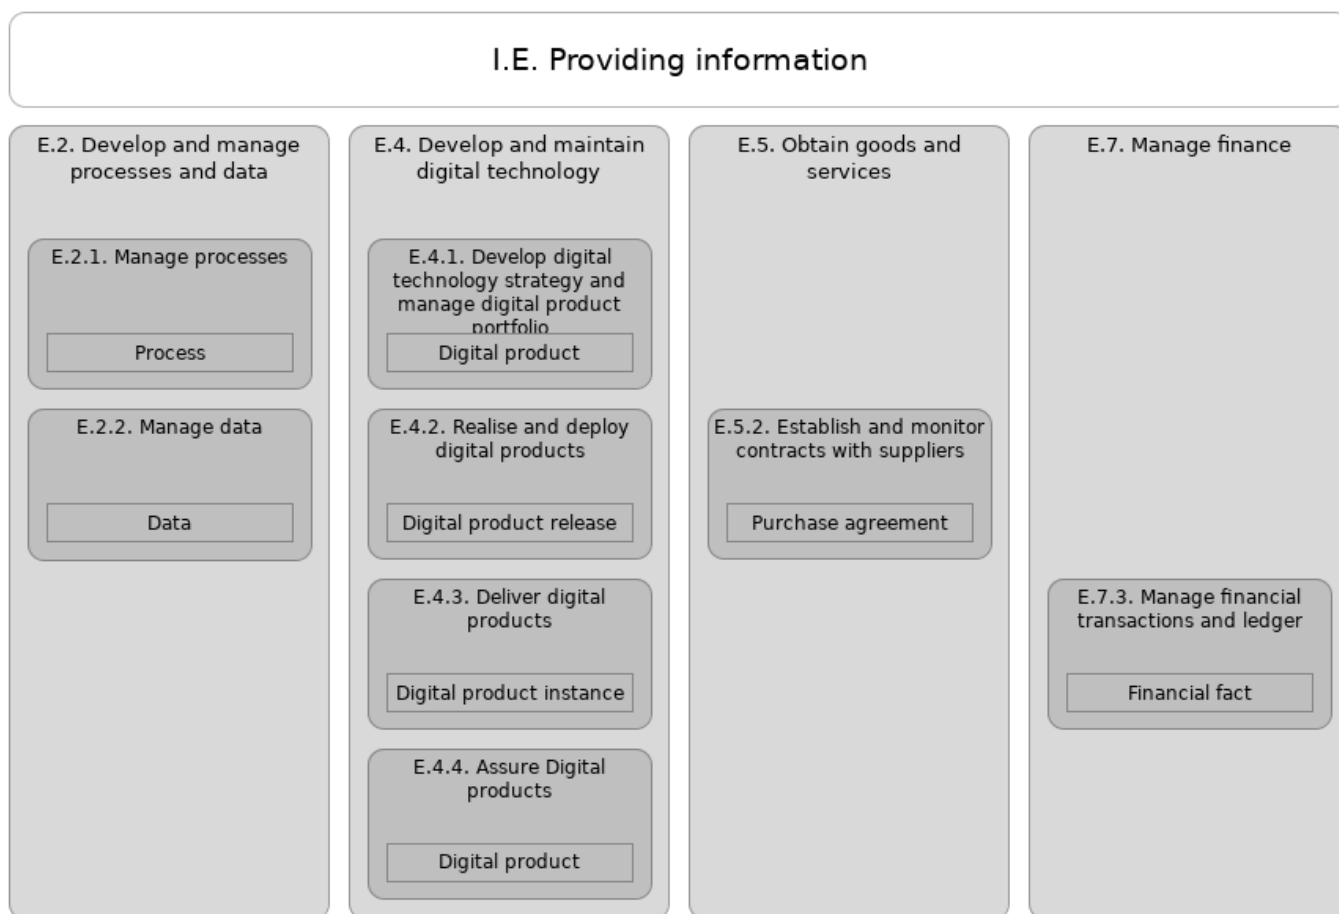 I.E. Providing information
E.2. Develop and manage
processes and data
E.2.1. Manage processes
Process
E.2.2. Manage data
Data
E.4. Develop and maintain
digital technology
E.4.1. Develop digital
technology strategy and
manage digital product
portfolio
Digital product
E.4.2. Realise and deploy
digital products
Digital product release
E.4.3. Deliver digital
products
Digital product instance
E.4.4. Assure Digital
products
Digital product
E.5. Obtain goods and
services
E.5.2. Establish and monitor
contracts with suppliers
Purchase agreement
E.7. Manage finance
E.7.3. Manage financial
transactions and ledger
Financial fact